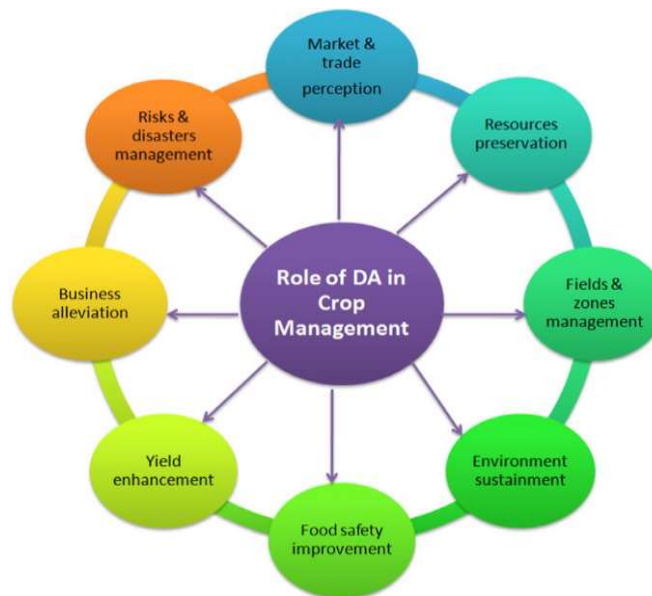 Market &
trade
perception
Risks &
disasters
management
Resources
preservation
Role of DA in
Crop
Management
Business
alleviation
Fields &
zones
management
Yield
enhancement
Environment
sustainment
Food safety
improvement